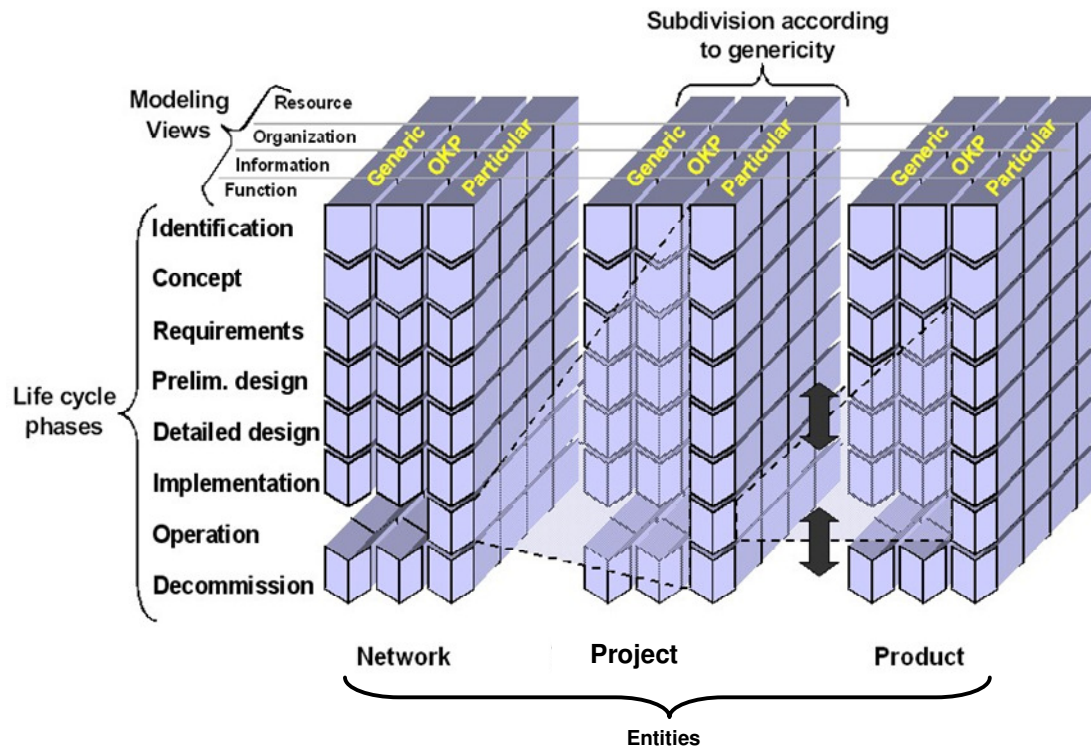 Subdivision according
to genericity
Modeling
Views
Resource
Organization
Information
Function
Generic
OKP
Particular
Generic
OKP
Particular
Generic
OKP
Particular
Life cycle
phases
Identification
Concept
Requirements
Prelim. design
Detailed design
Implementation
Operation
Decommission
Network
Project
Product
Entities